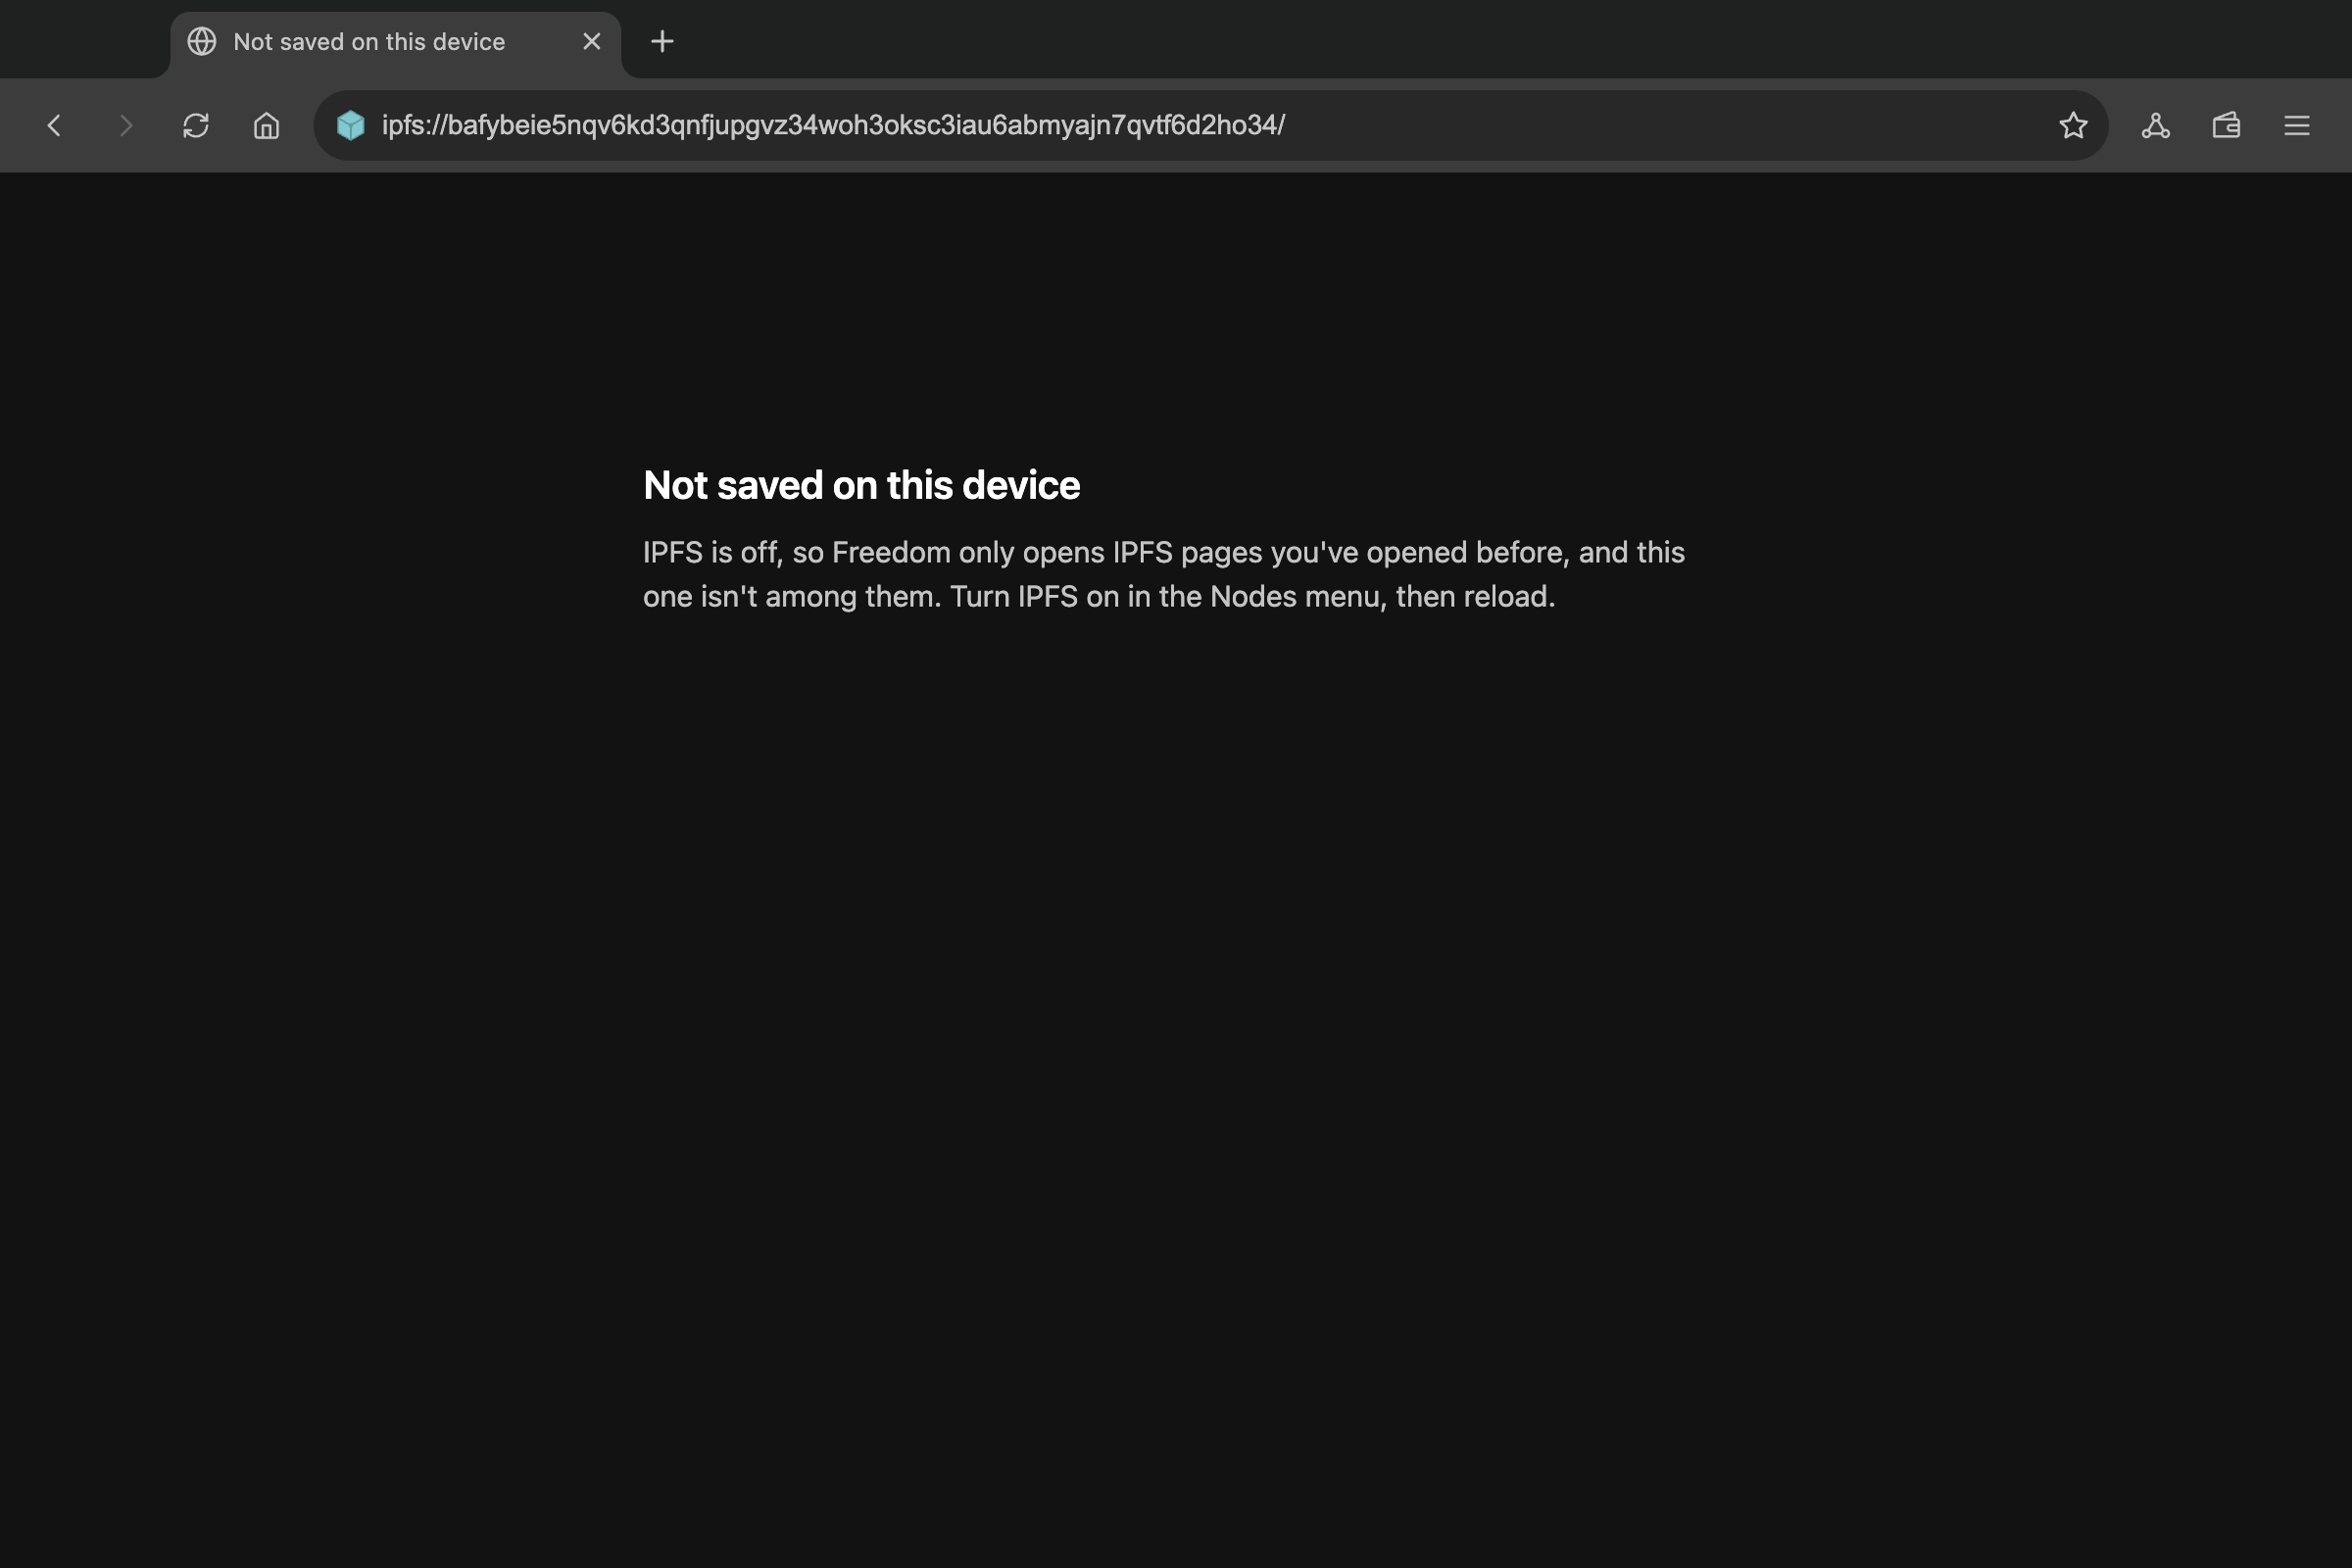 Not saved on this device
ipfs://bafybeie5nqv6kd3qnfjupgvz34woh3oksc3iau6abmyajn7qvtf6d2ho34/
Not saved on this device
IPFS is off, so Freedom only opens IPFS pages you've opened before, and this
one isn't among them. Turn IPFS on in the Nodes menu, then reload.